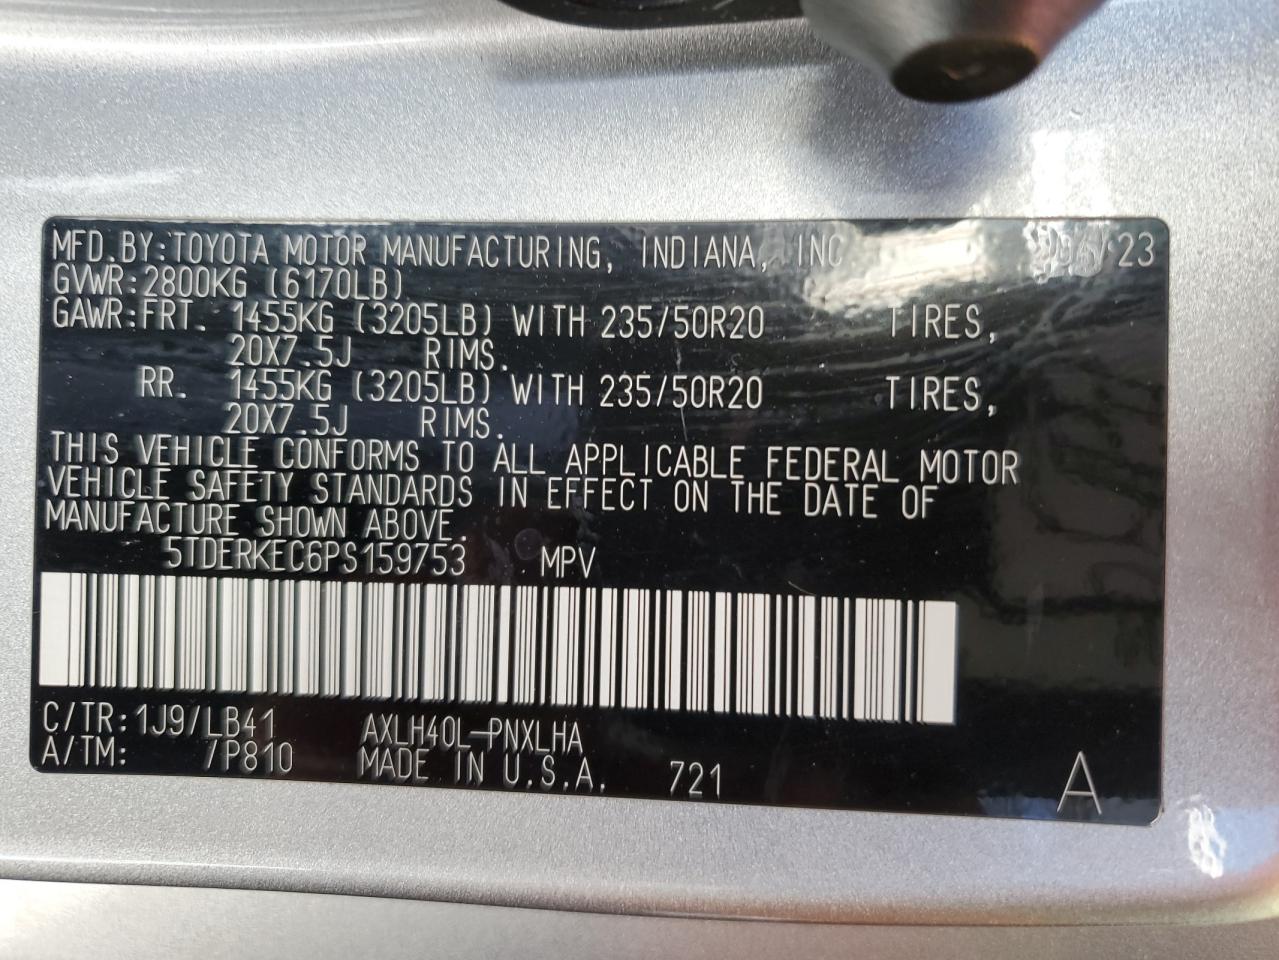 MFD.BY:TOYOTA MOTOR MANUFACTURING, INDIANA, INC /23
GVWR:2800KG (6170LB)
GAWR:FRT. 1455KG (3205LB) WITH 235/50R20 TIRES,
20X7.5J RIMS.
RR. 1455KG (3205LB) WITH 235/50R20 TIRES,
20X7.5J RIMS.
THIS VEHICLE CONFORMS TO ALL APPLICABLE FEDERAL MOTOR
VEHICLE SAFETY STANDARDS IN EFFECT ON THE DATE OF
MANUFACTURE SHOWN ABOVE.
5TDERKEC6PS159753 MPV
C/TR:1J9/LB41 AXLH40L-PNXLHA
A/TM: /P810 MADE IN U.S.A. 721
A